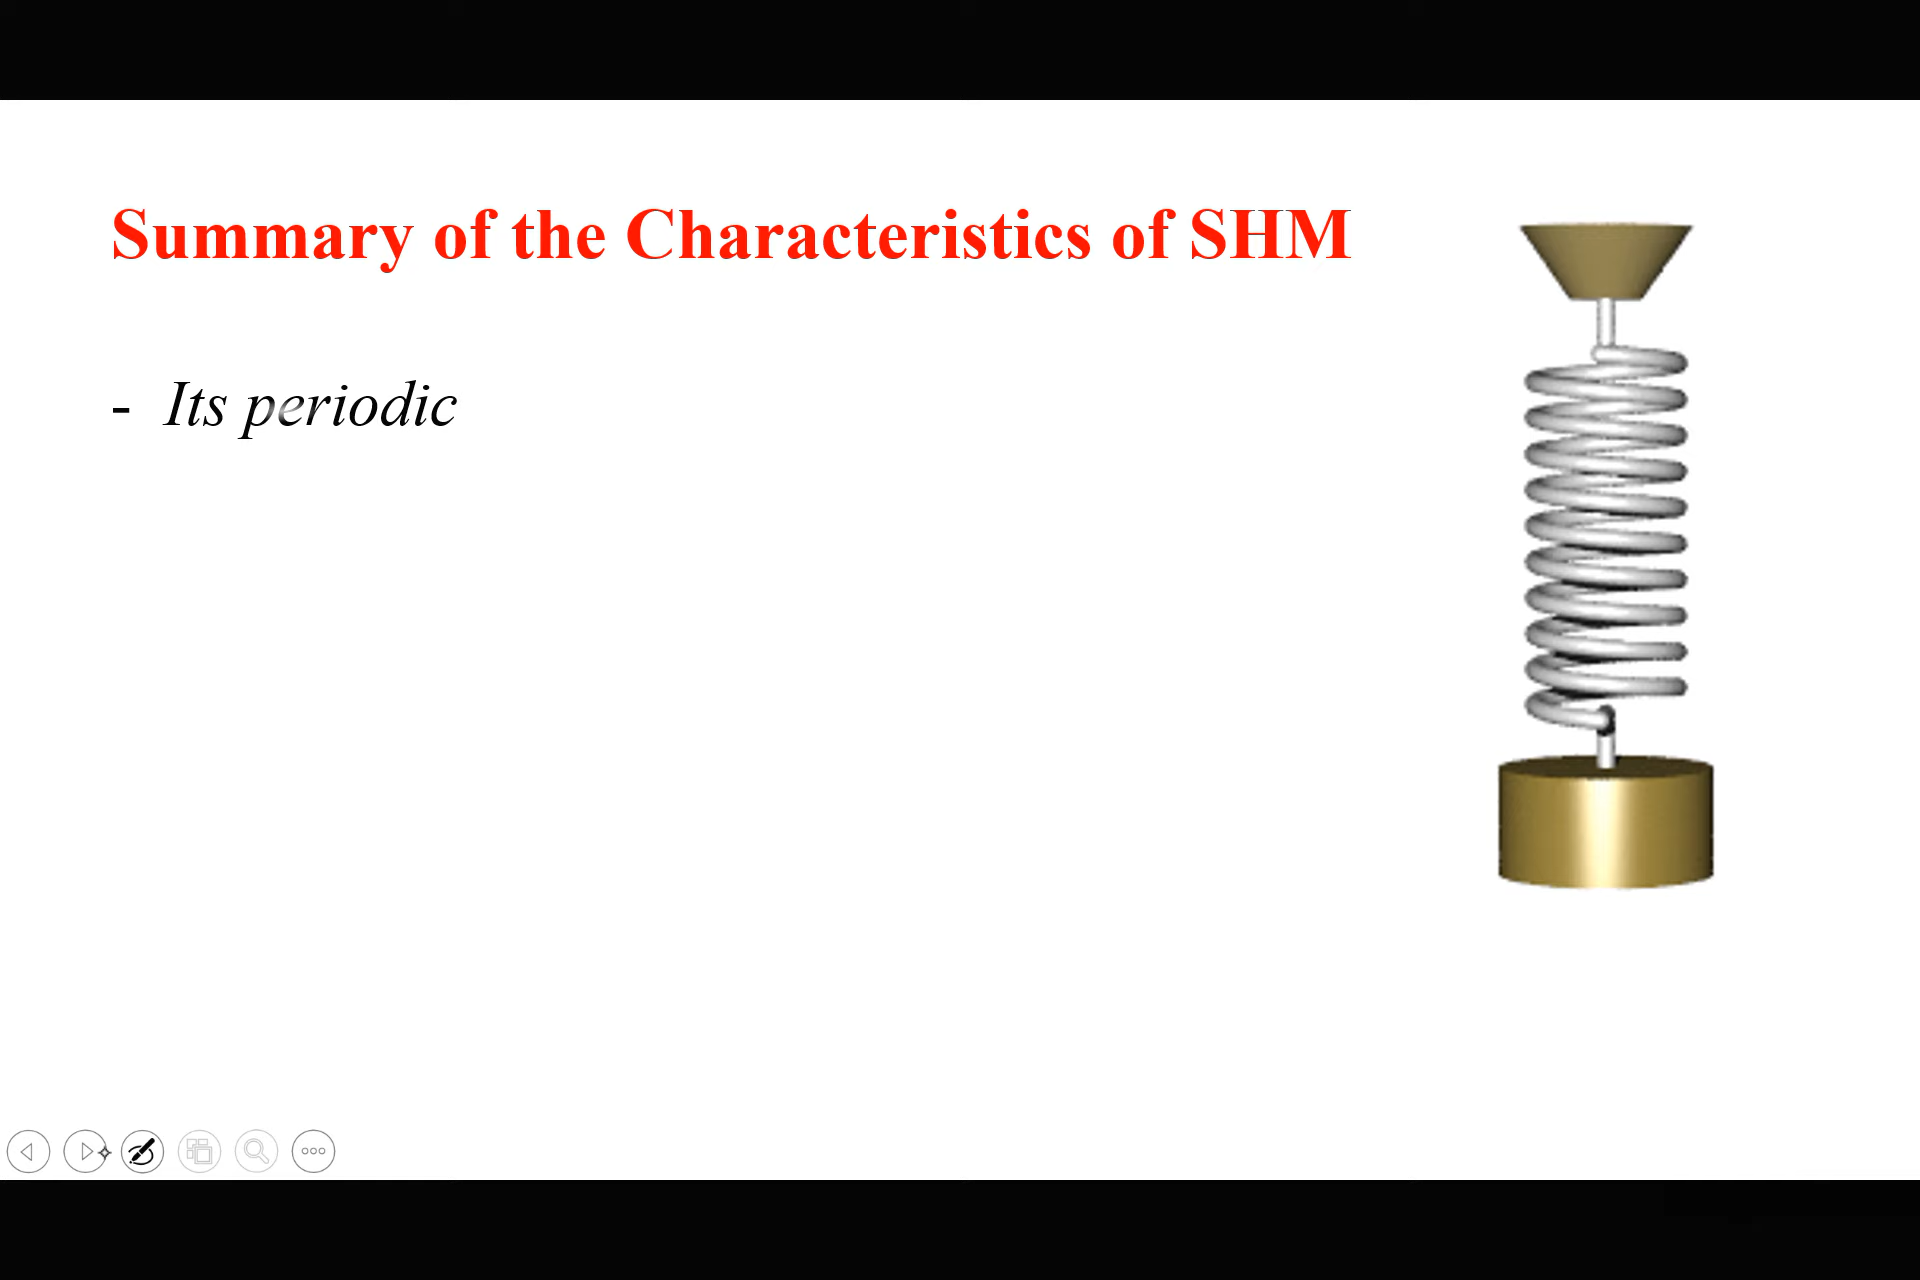 Summary of the Characteristics of SHM
- Its periodic